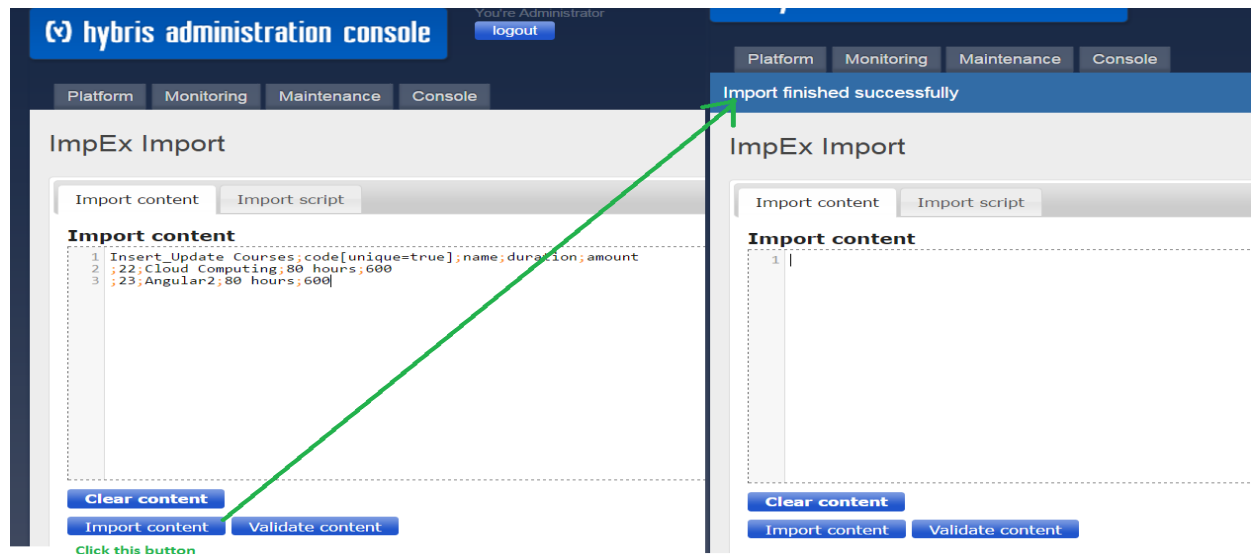 You're Administrator
(y) hybris administration console
logout
Platform Monitoring Maintenance Console
ImpEx Import
Import content Import script
Import content
1 Insert_Update Courses;code[unique=true];name;duration;amount
2 ;22;Cloud Computing;80 hours;600
3 ;23;Angular2;80 hours;600
Clear content
Import content Validate content
Click this button
Platform Monitoring Maintenance Console
Import finished successfully
ImpEx Import
Import content Import script
Import content
1
Clear content
Import content Validate content